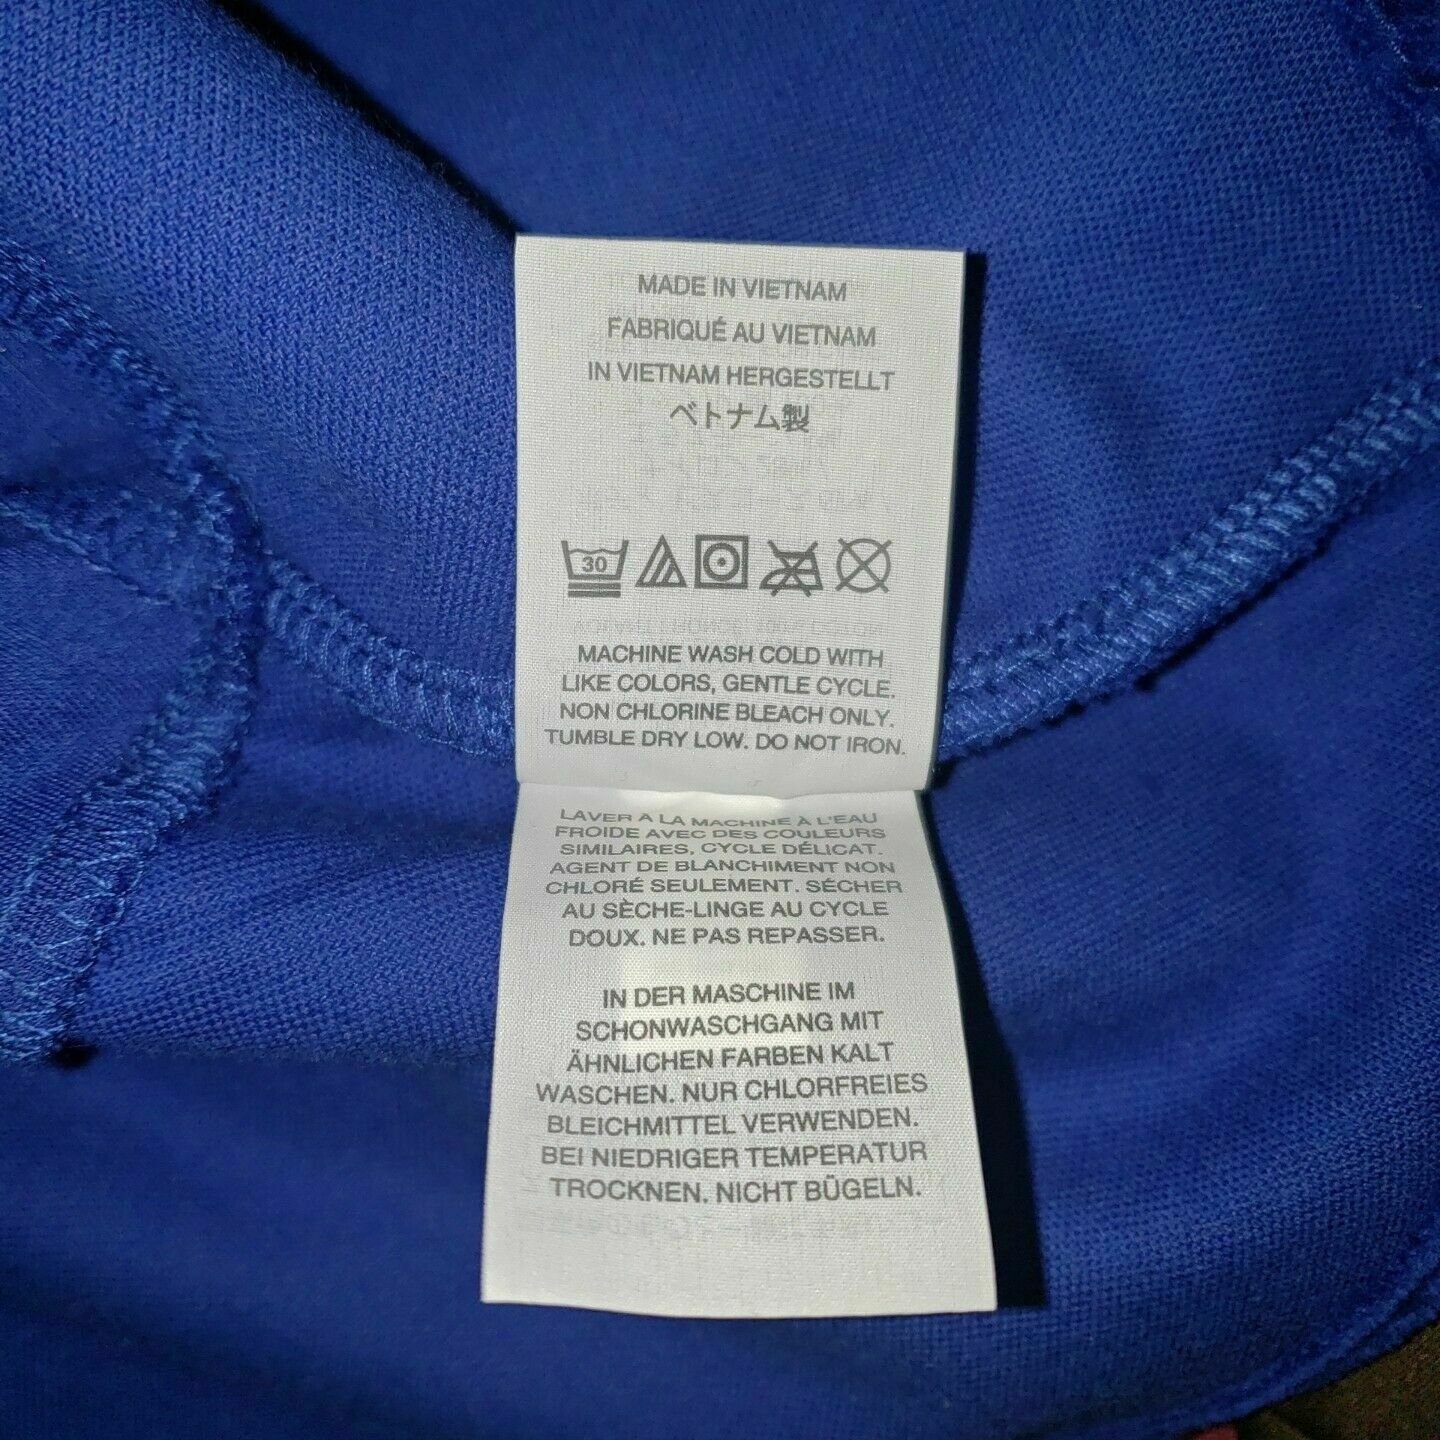 MADE IN VIETNAM
FABRIQUÉ AU VIETNAM
IN VIETNAM HERGESTELLT
ベトナム製
30
MACHINE WASH COLD WITH
LIKE COLORS, GENTLE CYCLE.
NON CHLORINE BLEACH ONLY.
TUMBLE DRY LOW. DO NOT IRON.
LAVER A LA MACHINE À L'EAU
FROIDE AVEC DES COULEURS
SIMILAIRES, CYCLE DÉLICAT.
AGENT DE BLANCHIMENT NON
CHLORÉ SEULEMENT. SÉCHER
AU SÈCHE-LINGE AU CYCLE
DOUX. NE PAS REPASSER.
IN DER MASCHINE IM
SCHONWASCHGANG MIT
ÄHNLICHEN FARBEN KALT
WASCHEN. NUR CHLORFREIES
BLEICHMITTEL VERWENDEN.
BEI NIEDRIGER TEMPERATUR
TROCKNEN. NICHT BÜGELN.